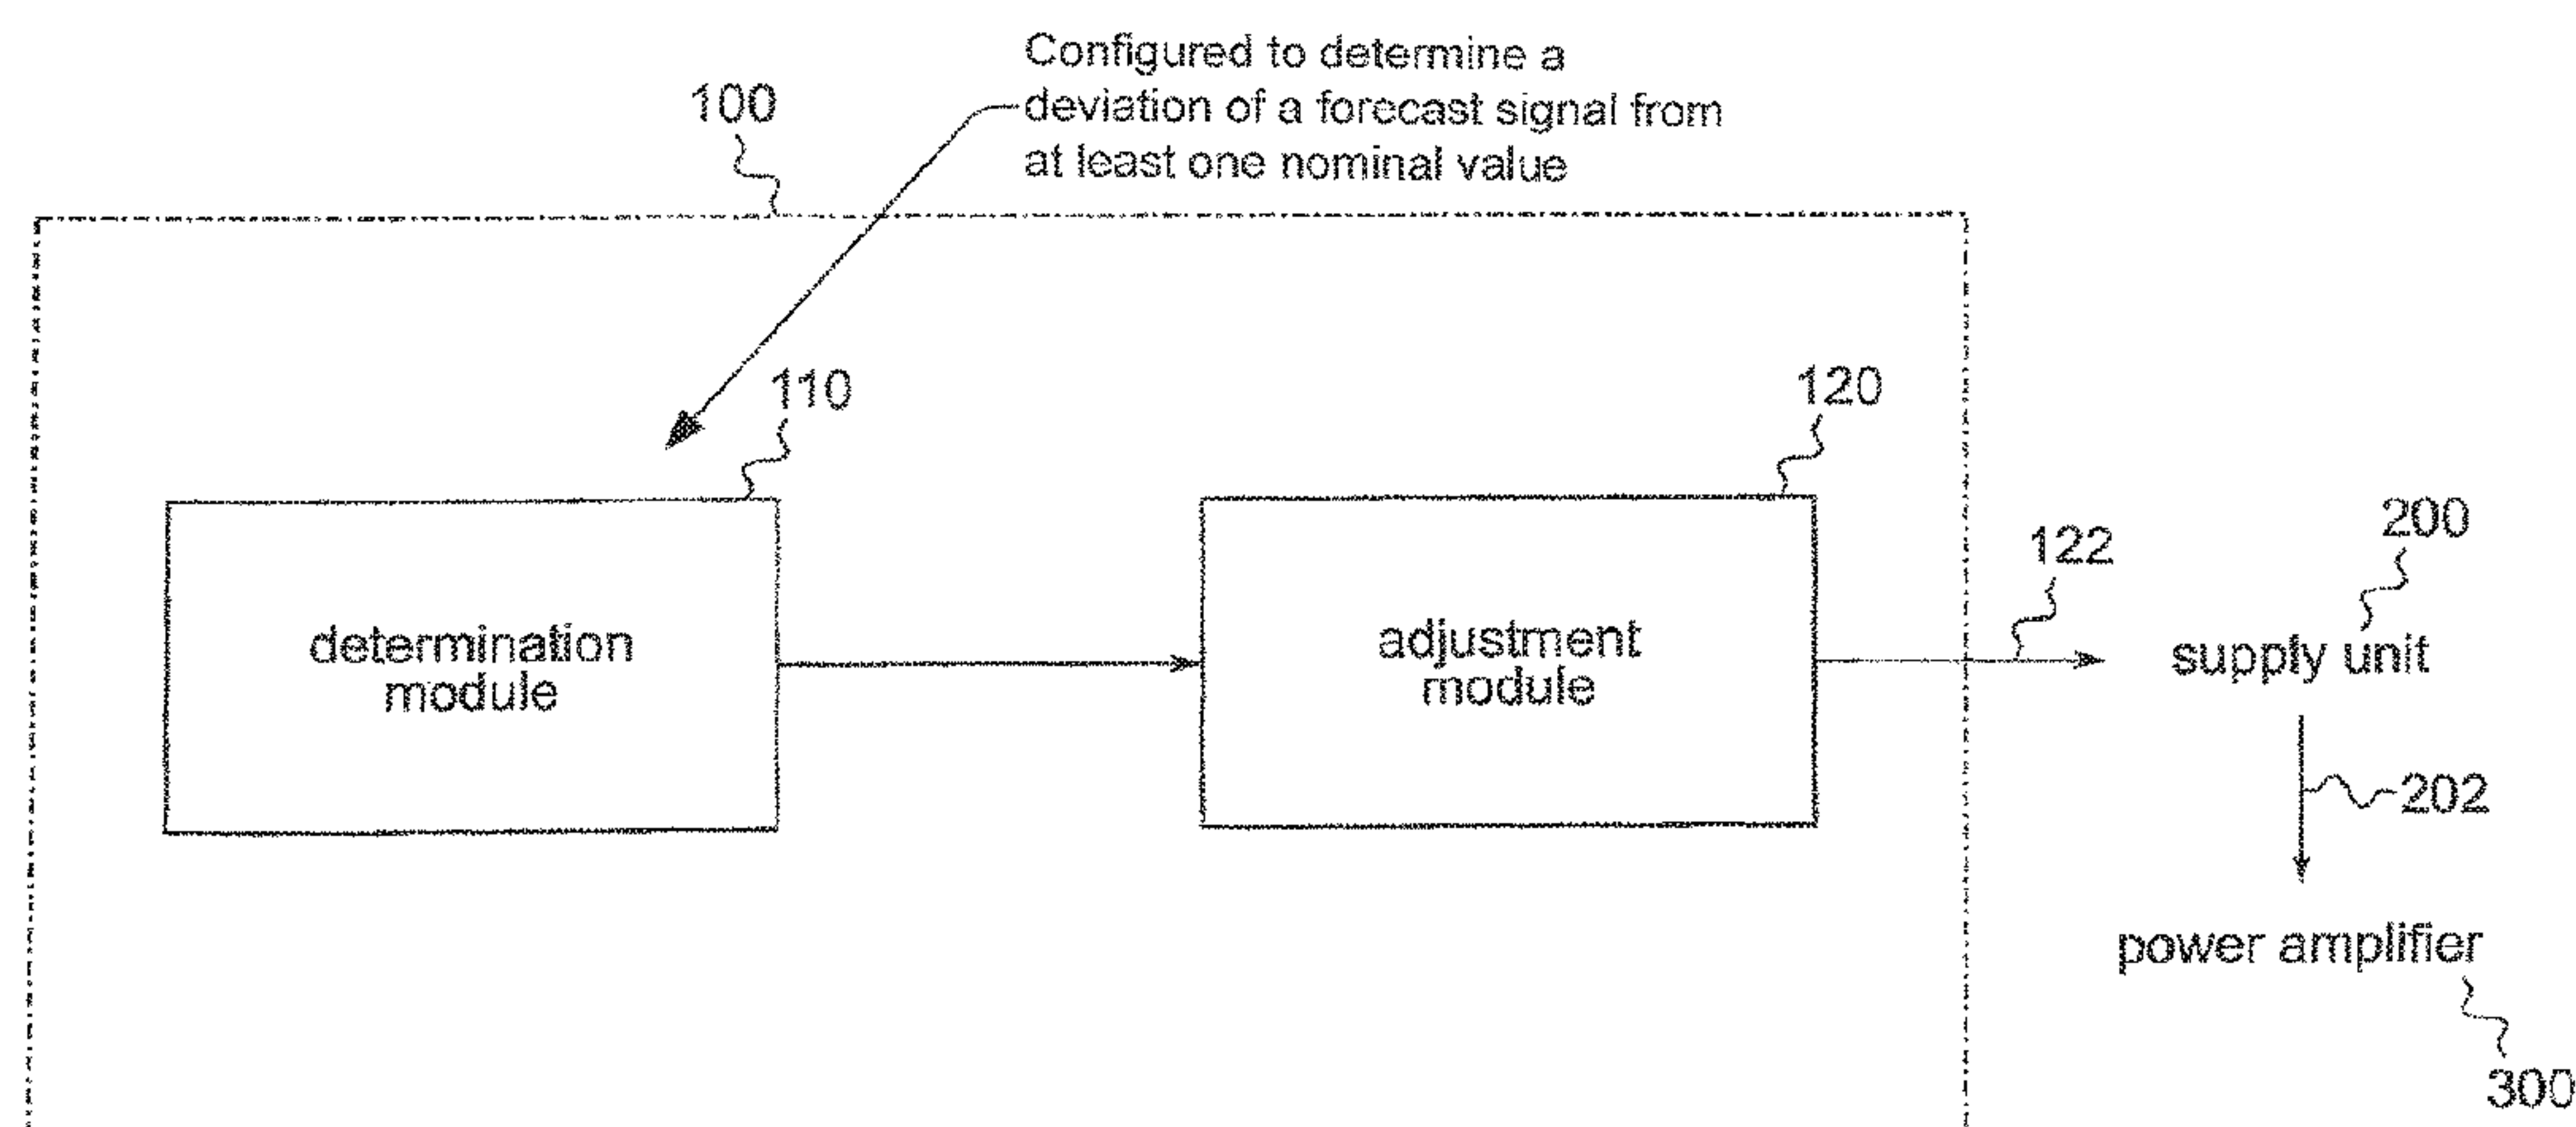 Configured to determine a
deviation of a forecast signal from
at least one nominal value
100
110
120
determination
module
adjustment
module
122
200
supply unit
202
power amplifier
300